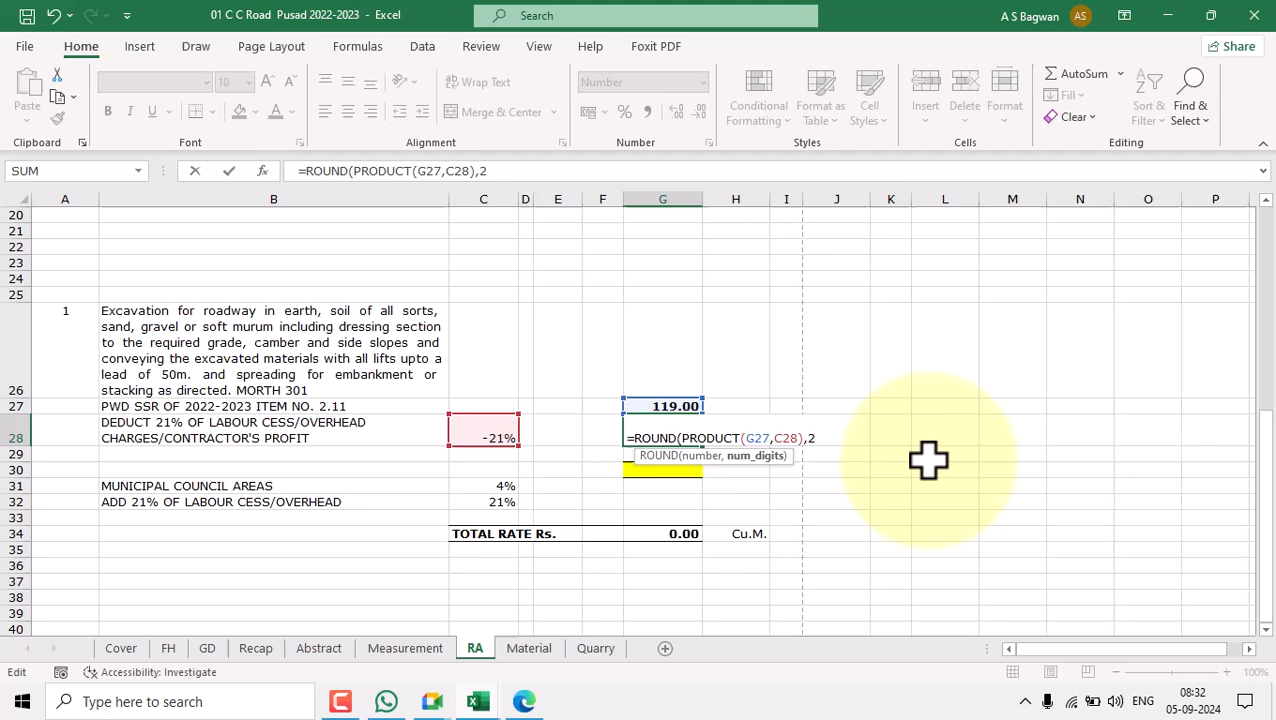 01 C C Road Pusad 2022-2023 - Excel
Search
A S Bagwan
AS
File
Home
Insert
Draw
Page Layout
Formulas
Data
Review
View
Help
Foxit PDF
Share
Paste
10
B I U
Wrap Text
Merge & Center
Number
Conditional Formatting
Format as Table
Cell Styles
Insert
Delete
Format
AutoSum
Fill
Clear
Sort & Filter
Find & Select
Clipboard
Font
Alignment
Number
Styles
Cells
Editing
SUM
=ROUND(PRODUCT(G27,C28),2
A B C D E F G H I J K L M N O P
20
21
22
23
24
25
1
Excavation for roadway in earth, soil of all sorts,
sand, gravel or soft murum including dressing section
to the required grade, camber and side slopes and
conveying the excavated materials with all lifts upto a
lead of 50m. and spreading for embankment or
26 stacking as directed. MORTH 301
27 PWD SSR OF 2022-2023 ITEM NO. 2.11 119.00
DEDUCT 21% OF LABOUR CESS/OVERHEAD
28 CHARGES/CONTRACTOR'S PROFIT -21% =ROUND(PRODUCT(G27,C28),2
29 ROUND(number, num_digits)
30
31 MUNICIPAL COUNCIL AREAS 4%
32 ADD 21% OF LABOUR CESS/OVERHEAD 21%
33
34 TOTAL RATE Rs. 0.00 Cu.M.
35
36
37
38
39
40
Cover
FH
GD
Recap
Abstract
Measurement
RA
Material
Quarry
Edit
Accessibility: Investigate
100%
Type here to search
ENG
08:32
05-09-2024